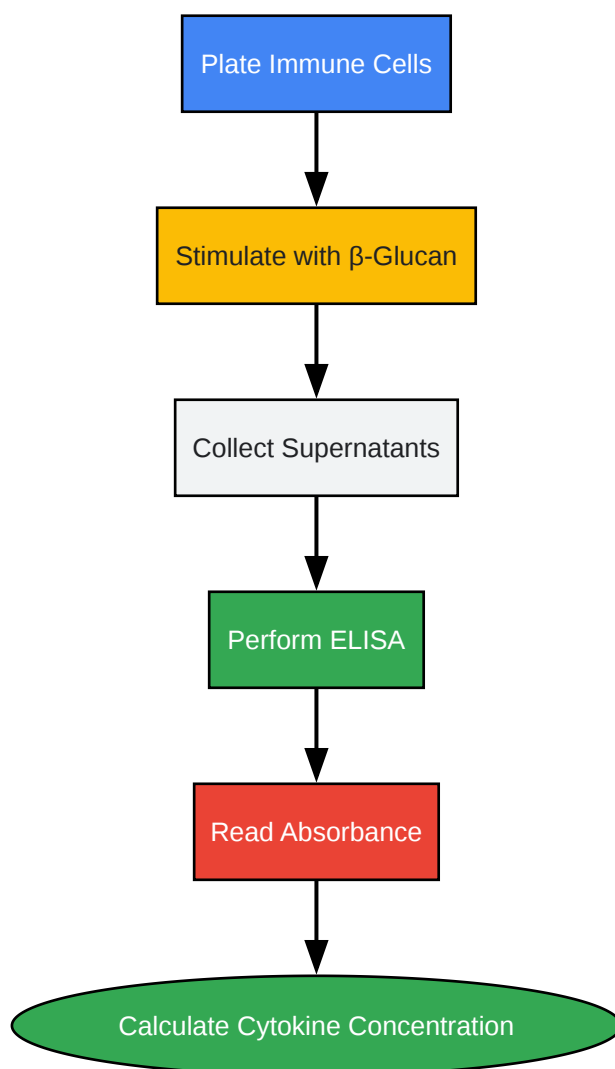 Plate Immune Cells
Stimulate with β-Glucan
Collect Supernatants
Perform ELISA
Read Absorbance
Calculate Cytokine Concentration